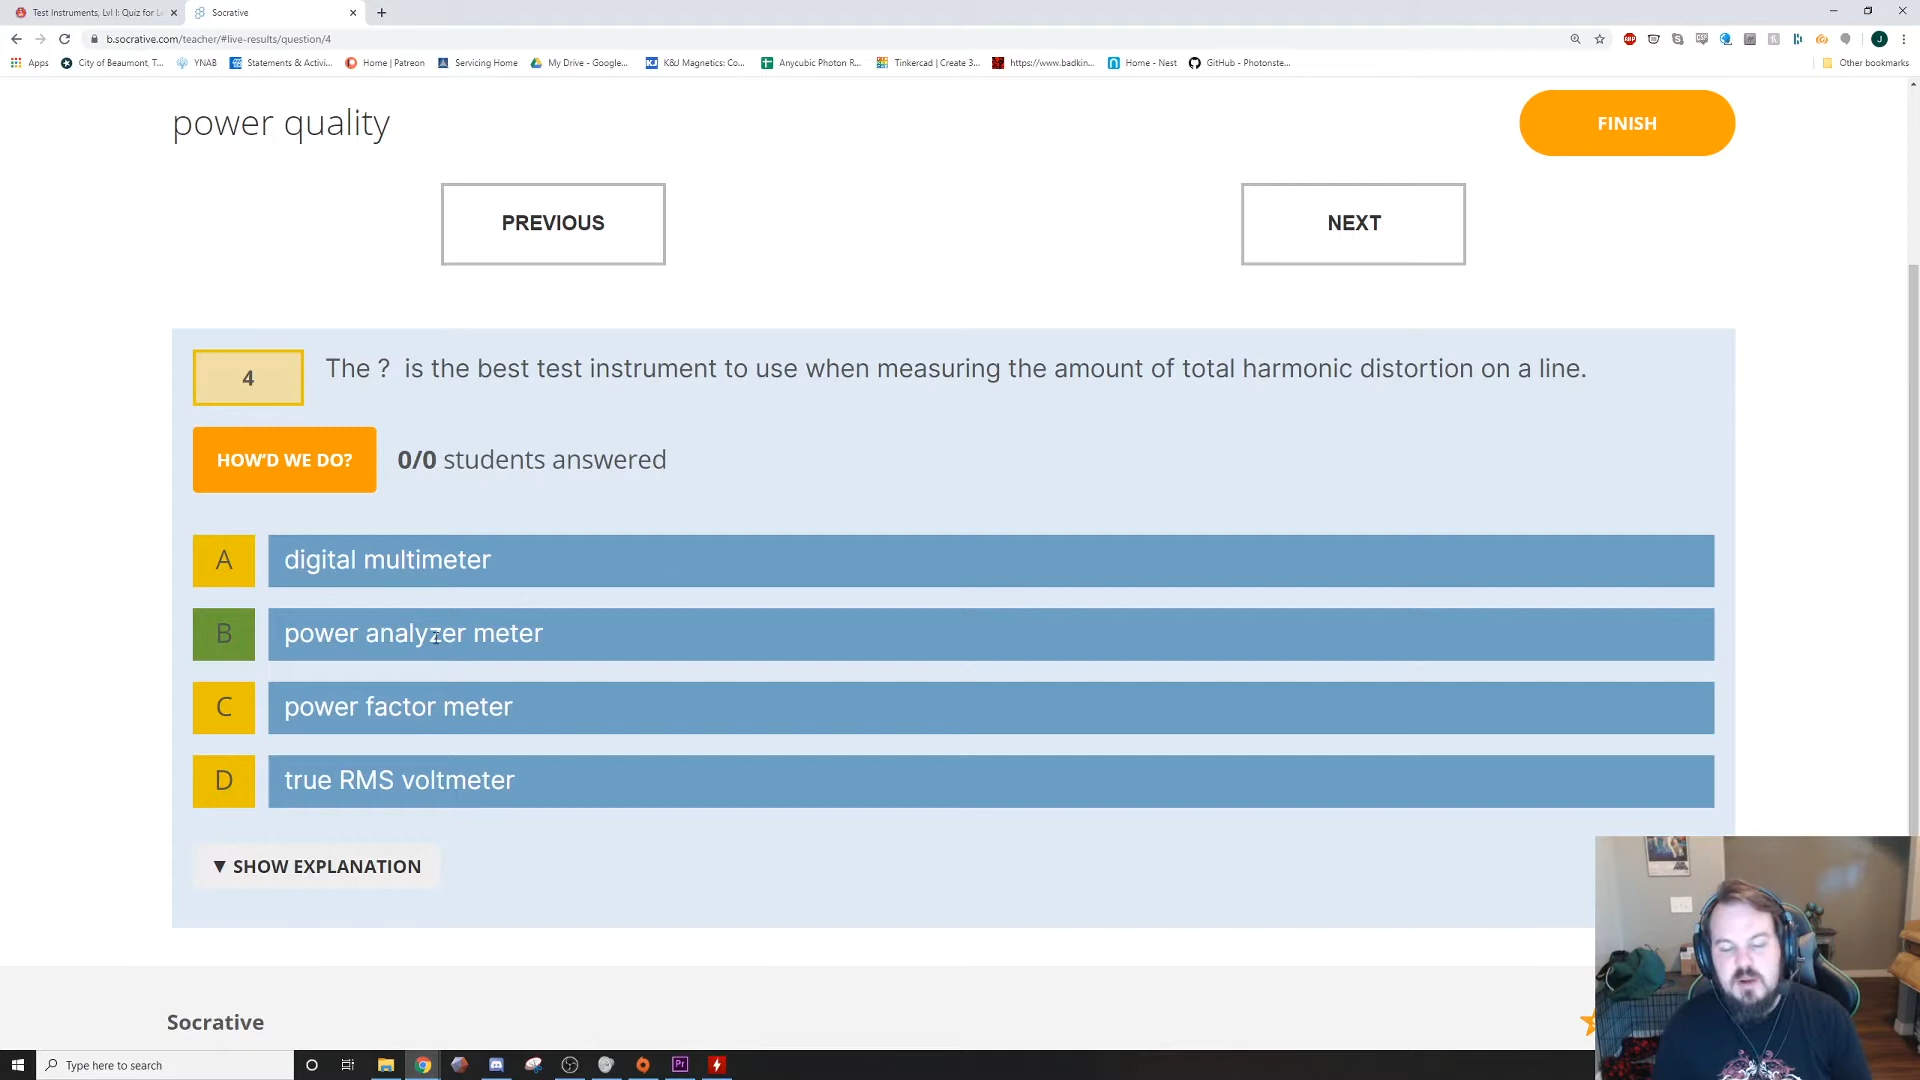 Test Instruments, Lvl I: Quiz for Le
Socrative
b.socrative.com/teacher/#live-results/question/4
Apps
City of Beaumont, T...
YNAB
Statements & Activi...
Home | Patreon
Servicing Home
My Drive - Google...
K&J Magnetics: Co...
Anycubic Photon R...
Tinkercad | Create 3...
https://www.badkin...
Home - Nest
GitHub - Photonste...
Other bookmarks
power quality
FINISH
PREVIOUS
NEXT
4
The ? is the best test instrument to use when measuring the amount of total harmonic distortion on a line.
HOW'D WE DO?
0/0 students answered
A
digital multimeter
B
power analyzer meter
C
power factor meter
D
true RMS voltmeter
▼ SHOW EXPLANATION
Socrative
Type here to search
Pr